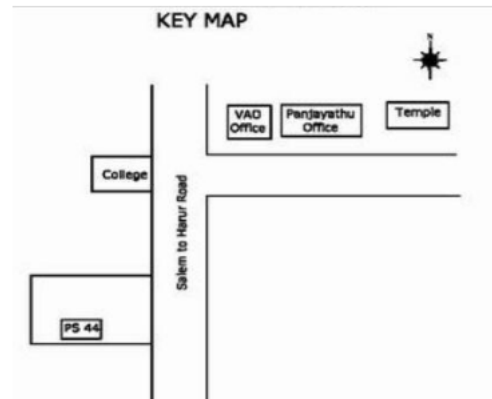 KEY MAP
N
VAO
Office
Panjayathu
Office
Temple
College
Salem to Harur Road
PS 44